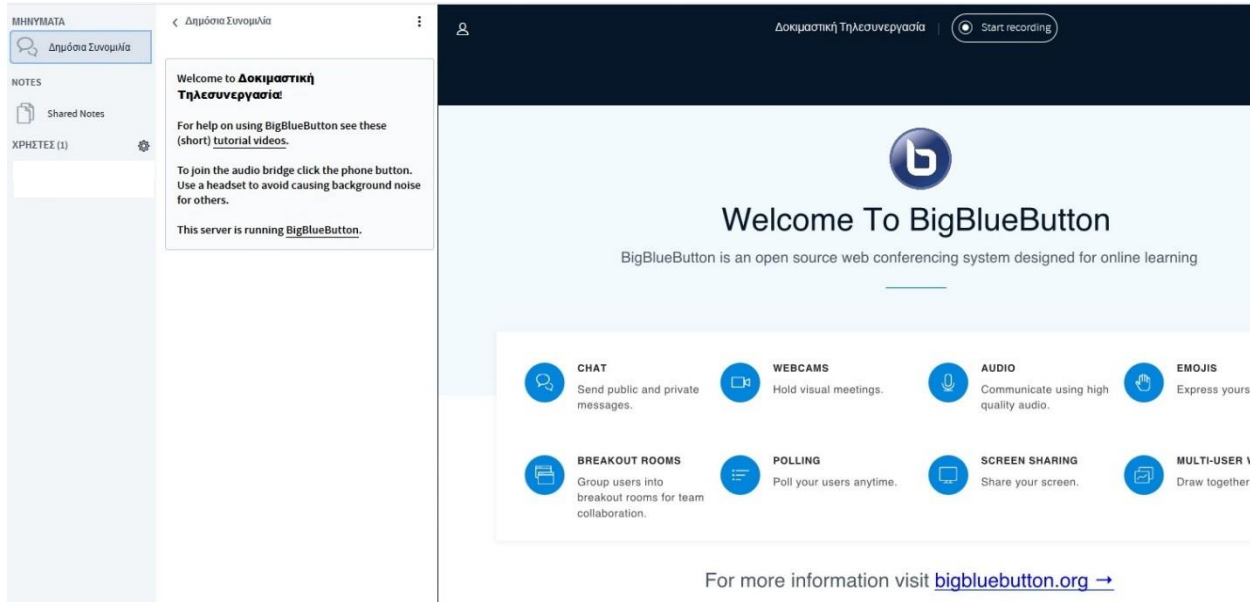 ΜΗΝΥΜΑΤΑ
Δημόσια Συνομιλία
NOTES
Shared Notes
ΧΡΗΣΤΕΣ (1)
Δημόσια Συνομιλία
Welcome to Δοκιμαστική
Τηλεσυνεργασία!
For help on using BigBlueButton see these
(short) tutorial videos.
To join the audio bridge click the phone button.
Use a headset to avoid causing background noise
for others.
This server is running BigBlueButton.
Δοκιμαστική Τηλεσυνεργασία
Start recording
b
Welcome To BigBlueButton
BigBlueButton is an open source web conferencing system designed for online learning
CHAT
Send public and private
messages.
WEBCAMS
Hold visual meetings.
AUDIO
Communicate using high
quality audio.
EMOJIS
Express yours
BREAKOUT ROOMS
Group users into
breakout rooms for team
collaboration.
POLLING
Poll your users anytime.
SCREEN SHARING
Share your screen.
MULTI-USER
Draw together
For more information visit bigbluebutton.org →